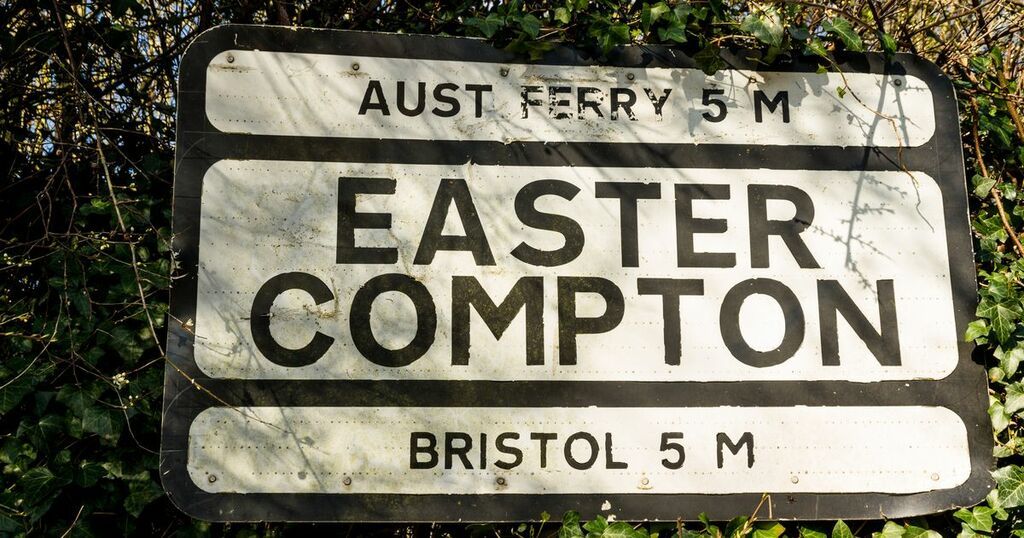 AUST FERRY 5 M
EASTER
COMPTON
BRISTOL 5 M